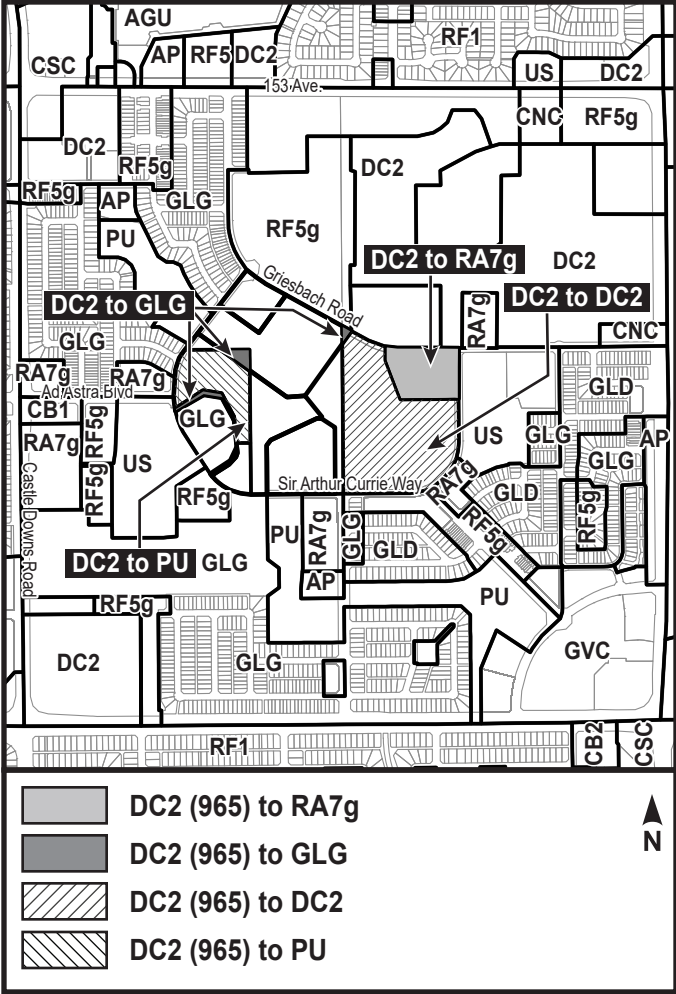 AGU
RF1
CSC
AP
RF5
DC2
US
DC2
153 Ave.
CNC
RF5g
DC2
RF5g
DC2
RF5g
AP
GLG
PU
RF5g
DC2 to RA7g
DC2
Griesbach Road
DC2 to GLG
DC2 to DC2
RA7g
CNC
GLG
RA7g
RA7g
Ad Astra Blvd
GLD
CB1
GLG
RF5g
RA7g
US
US
GLG
AP
GLG
Castle Downs Road
RF5g
RF5g
Sir Arthur Currie Way
RA7g
GLD
RF5g
PU
RA7g
GLG
GLD
RF5g
DC2 to PU
GLG
AP
PU
RF5g
DC2
GLG
GVC
RF1
CB2
CSC
DC2 (965) to RA7g
DC2 (965) to GLG
DC2 (965) to DC2
DC2 (965) to PU
N